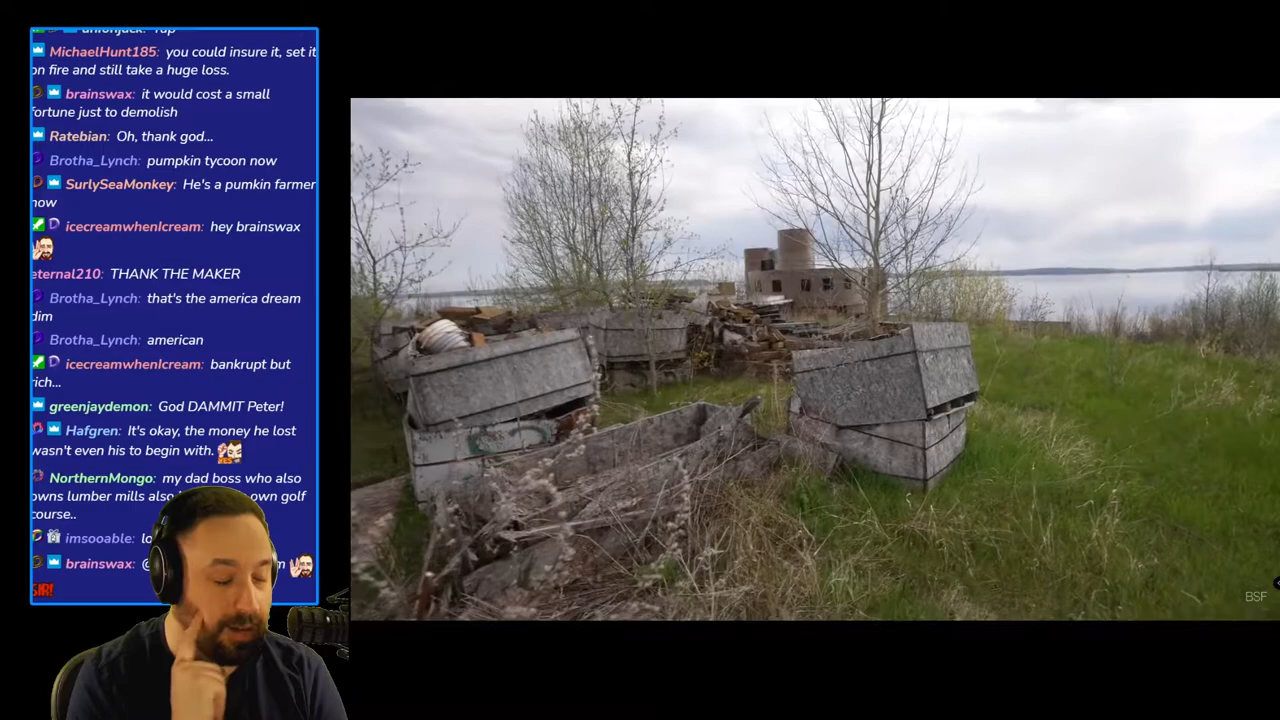 MichaelHunt185: you could insure it, set it
on fire and still take a huge loss.
brainswax: it would cost a small
fortune just to demolish
Ratebian: Oh, thank god...
Brotha_Lynch: pumpkin tycoon now
SurlySeaMonkey: He's a pumkin farmer
now
icecreamwhenIcream: hey brainswax
eternal210: THANK THE MAKER
Brotha_Lynch: that's the america dream
dim
Brotha_Lynch: american
icecreamwhenIcream: bankrupt but
rich...
greenjaydemon: God DAMMIT Peter!
Hafgren: It's okay, the money he lost
wasn't even his to begin with.
NorthernMongo: my dad boss who also
owns lumber mills also own golf
course..
imsooable:
brainswax: @
SIR!
BSF